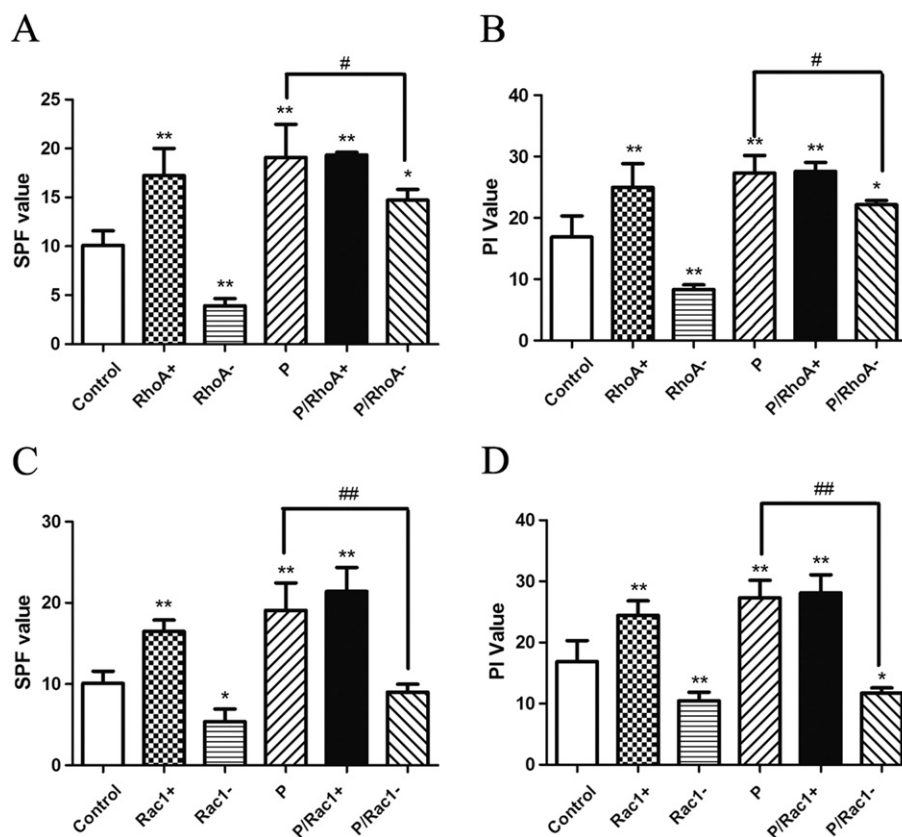 A
#
SPF value
25
20
15
10
5
0
**
**
**
**
*
Control
RhoA+
RhoA-
P
P/RhoA+
P/RhoA-
B
#
PI Value
40
30
20
10
0
**
**
**
**
*
Control
RhoA+
RhoA-
P
P/RhoA+
P/RhoA-
C
##
SPF value
30
20
10
0
**
*
**
**
Control
Rac1+
Rac1-
P
P/Rac1+
P/Rac1-
D
##
PI Value
40
30
20
10
0
**
**
**
**
*
Control
Rac1+
Rac1-
P
P/Rac1+
P/Rac1-